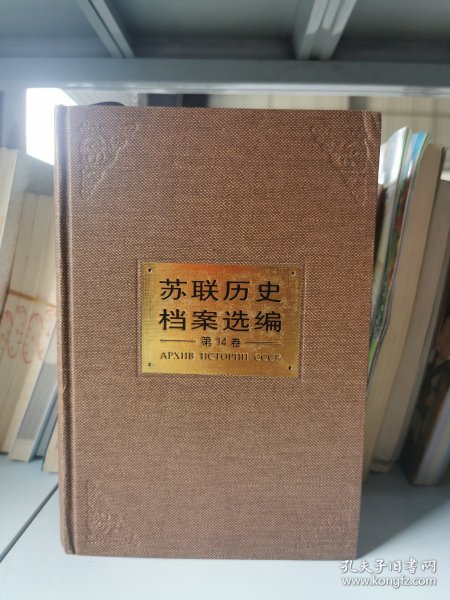 苏联历史
档案选编
第14卷
АРХИВ ИСТОРИИ СССР
孔夫子旧书网
www.kongfz.com